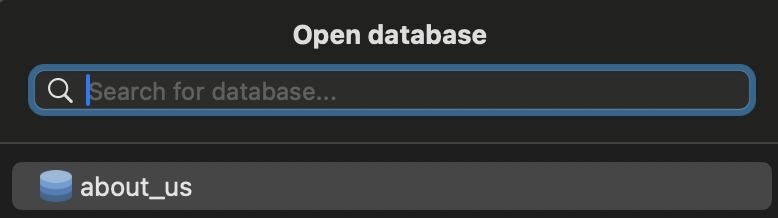 Open database
Search for database...
about_us